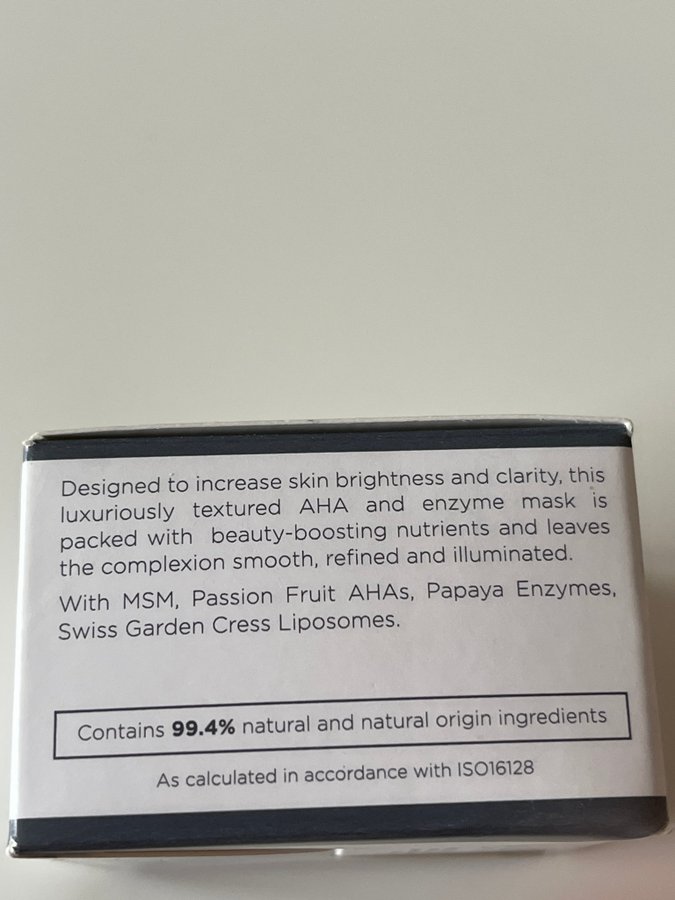 Designed to increase skin brightness and clarity, this
luxuriously textured AHA and enzyme mask is
packed with beauty-boosting nutrients and leaves
the complexion smooth, refined and illuminated.
With MSM, Passion Fruit AHAs, Papaya Enzymes,
Swiss Garden Cress Liposomes.
Contains 99.4% natural and natural origin ingredients
As calculated in accordance with ISO16128